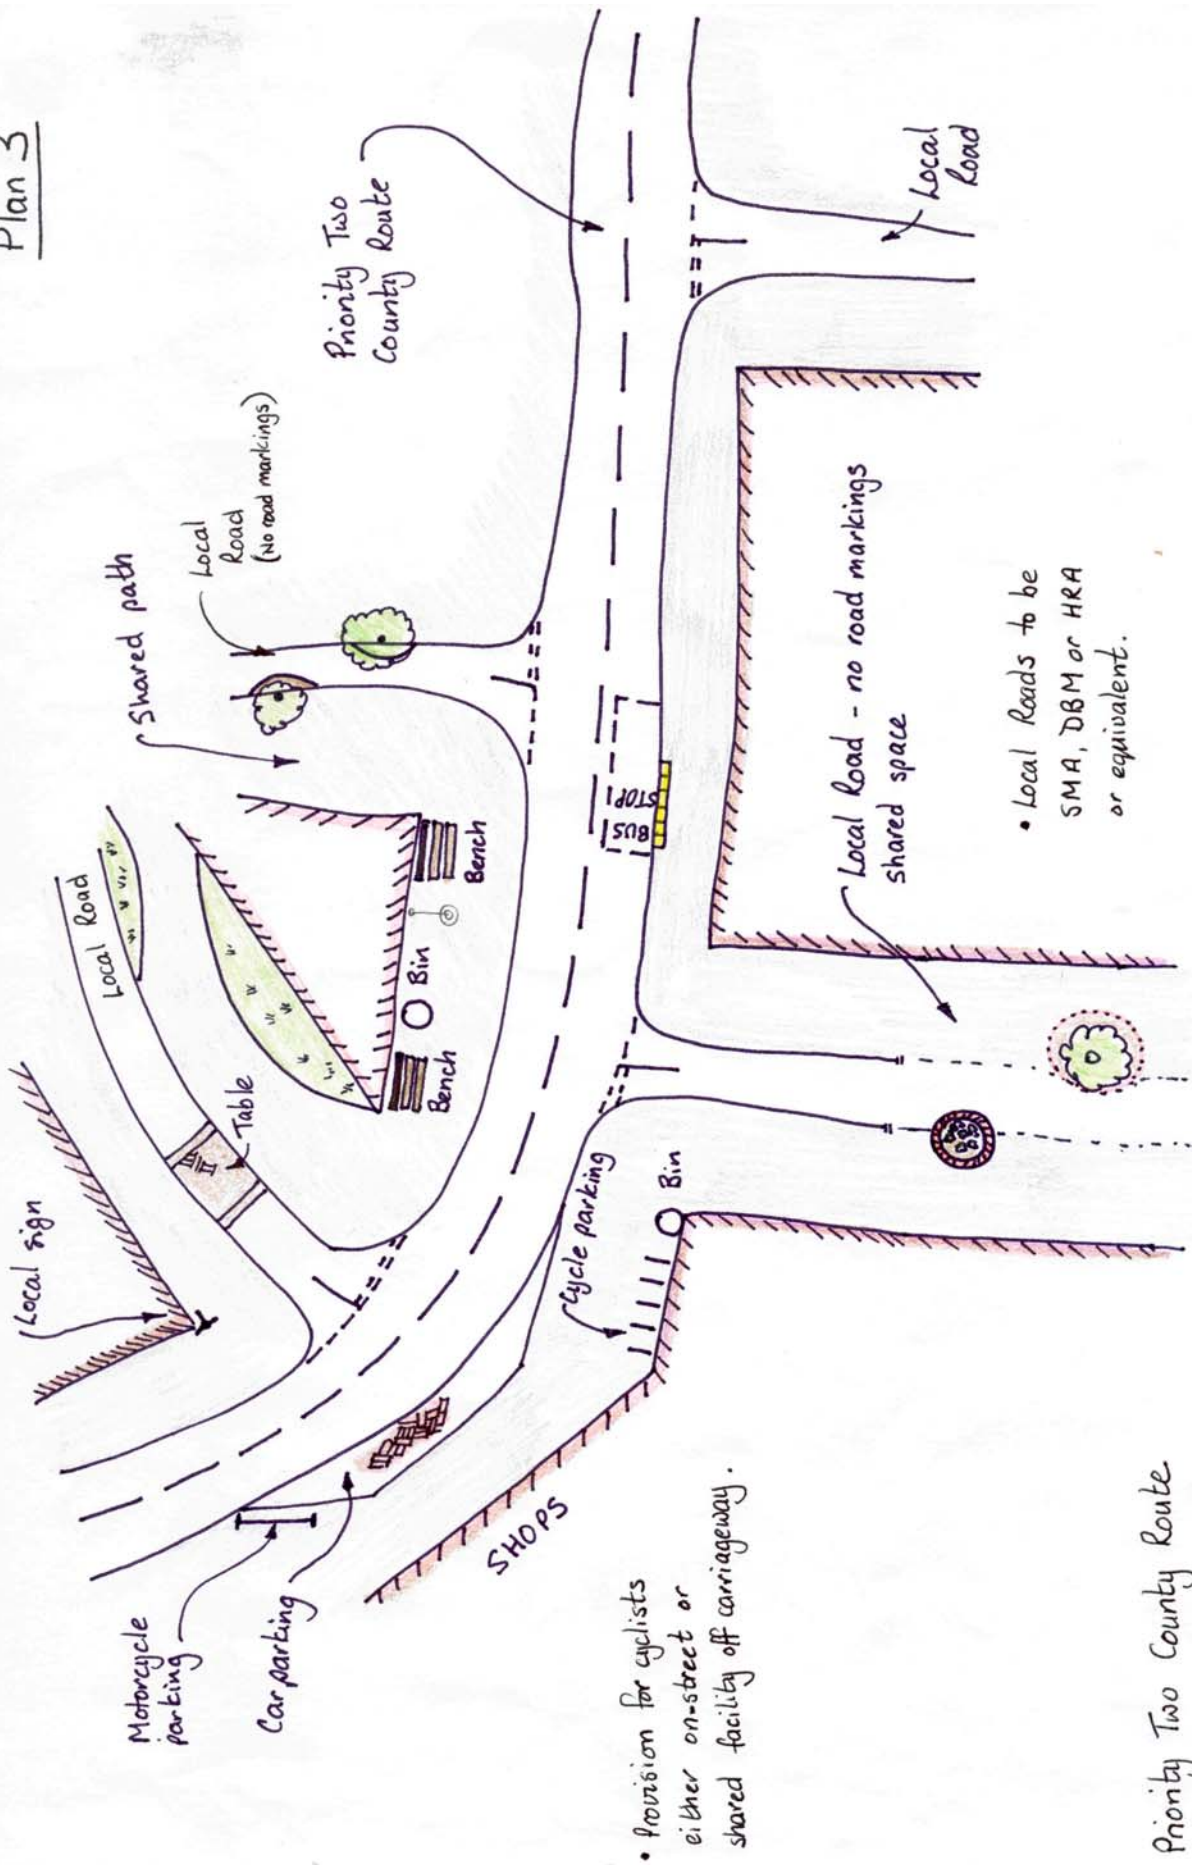 Plan 3
Local sign
Local Road
Table
Shared path
Local
Road
(No road markings)
Priority Two
County Route
Motorcycle
parking
Car parking
Bench
Bin
Bench
SHOPS
Cycle parking
Bin
BUS
STOP
Local
Road
Local Road - no road markings
shared space
• Provision for cyclists
either on-street or
shared facility off carriageway.
• Local Roads to be
SMA, DBM or HRA
or equivalent.
Priority Two County Route